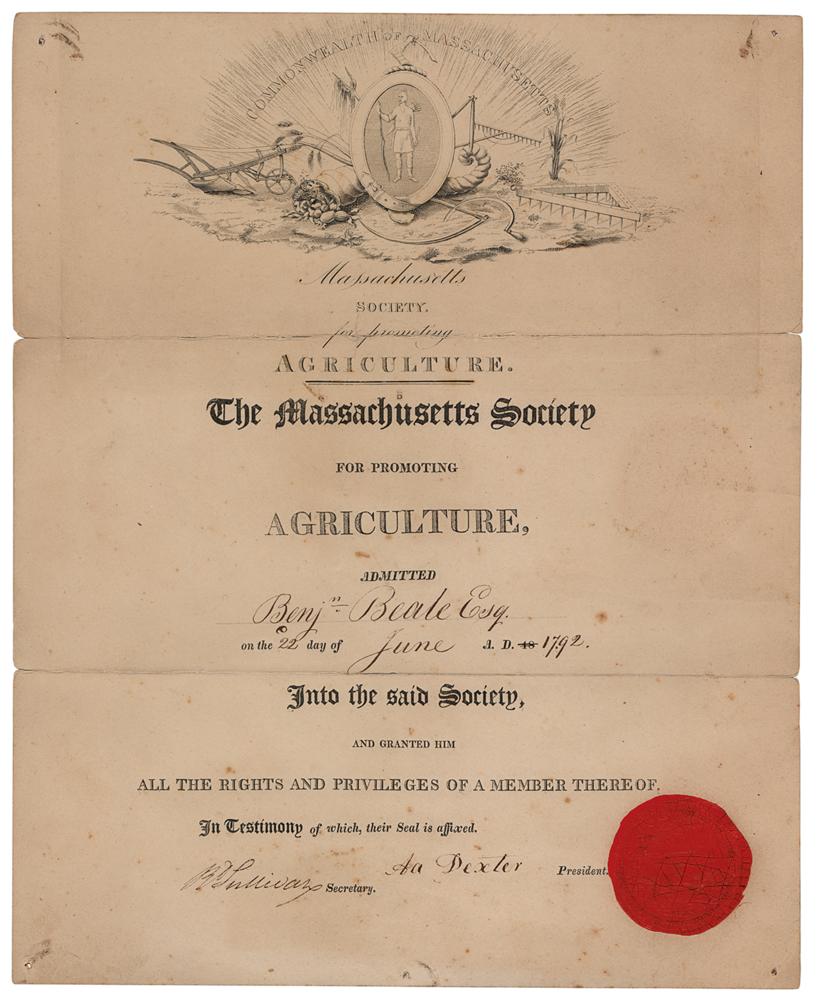 COMMONWEALTH OF MASSACHUSETTS
Massachusetts
SOCIETY.
for promoting
AGRICULTURE.
The Massachusetts Society
FOR PROMOTING
AGRICULTURE,
ADMITTED
Benjn Beale Esq.
on the 22 day of June A. D. 18 1792.
Into the said Society,
AND GRANTED HIM
ALL THE RIGHTS AND PRIVILEGES OF A MEMBER THEREOF.
In Testimony of which, their Seal is affixed.
Aa Dexter President.
R Sullivan Secretary.